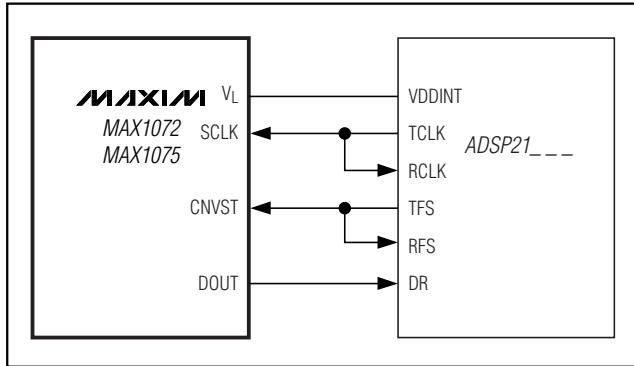 MAXIM
MAX1072
MAX1075
VL
SCLK
CNVST
DOUT
VDDINT
TCLK
RCLK
TFS
RFS
DR
ADSP21_ _ _